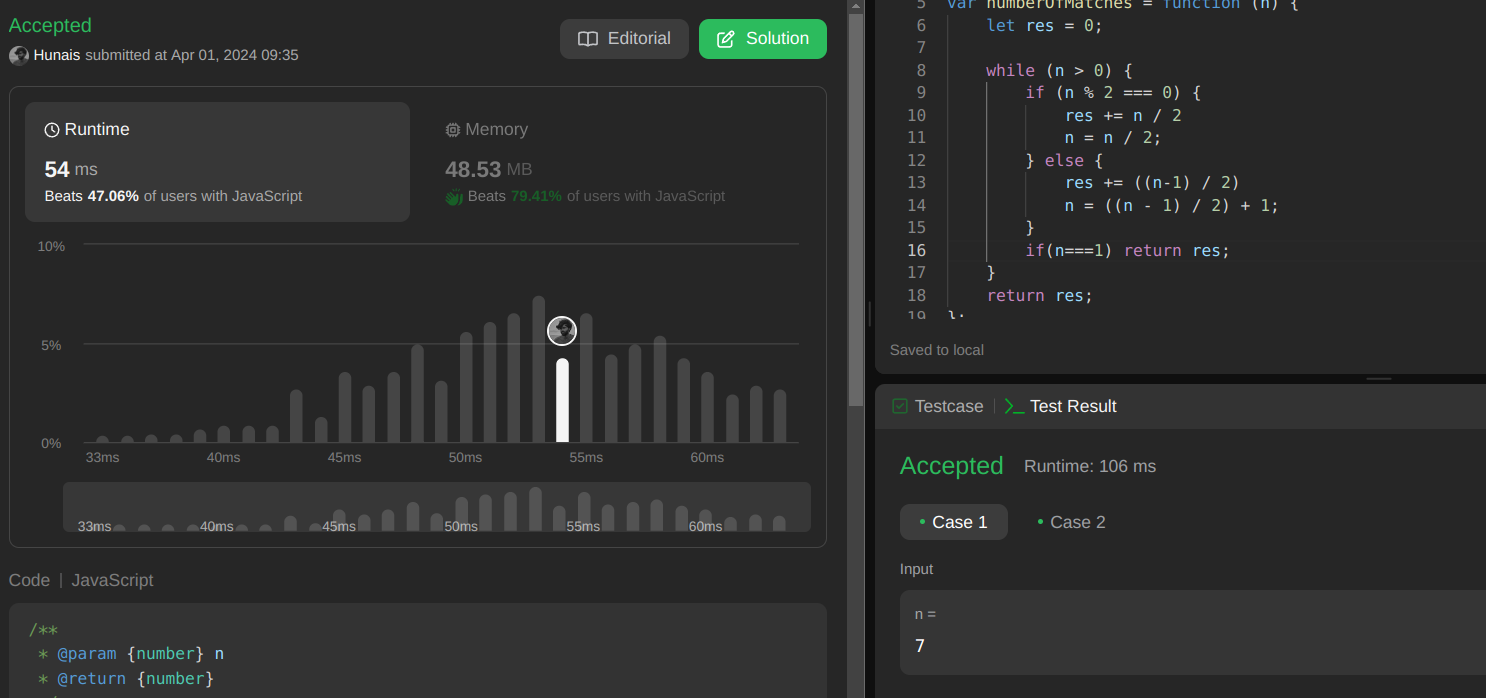 Accepted
Hunais submitted at Apr 01, 2024 09:35
Editorial
Solution
Runtime
54 ms
Beats 47.06% of users with JavaScript
Memory
48.53 MB
Beats 79.41% of users with JavaScript
10%
5%
0%
33ms 40ms 45ms 50ms 55ms 60ms
33ms 40ms 45ms 50ms 55ms 60ms
Code | JavaScript
/**
* @param {number} n
* @return {number}
5 var numberOfMatches = function (n) {
6 let res = 0;
7
8 while (n > 0) {
9 if (n % 2 === 0) {
10 res += n / 2
11 n = n / 2;
12 } else {
13 res += ((n-1) / 2)
14 n = ((n - 1) / 2) + 1;
15 }
16 if(n===1) return res;
17 }
18 return res;
19 };
Saved to local
Testcase | >_ Test Result
Accepted Runtime: 106 ms
• Case 1 • Case 2
Input
n =
7